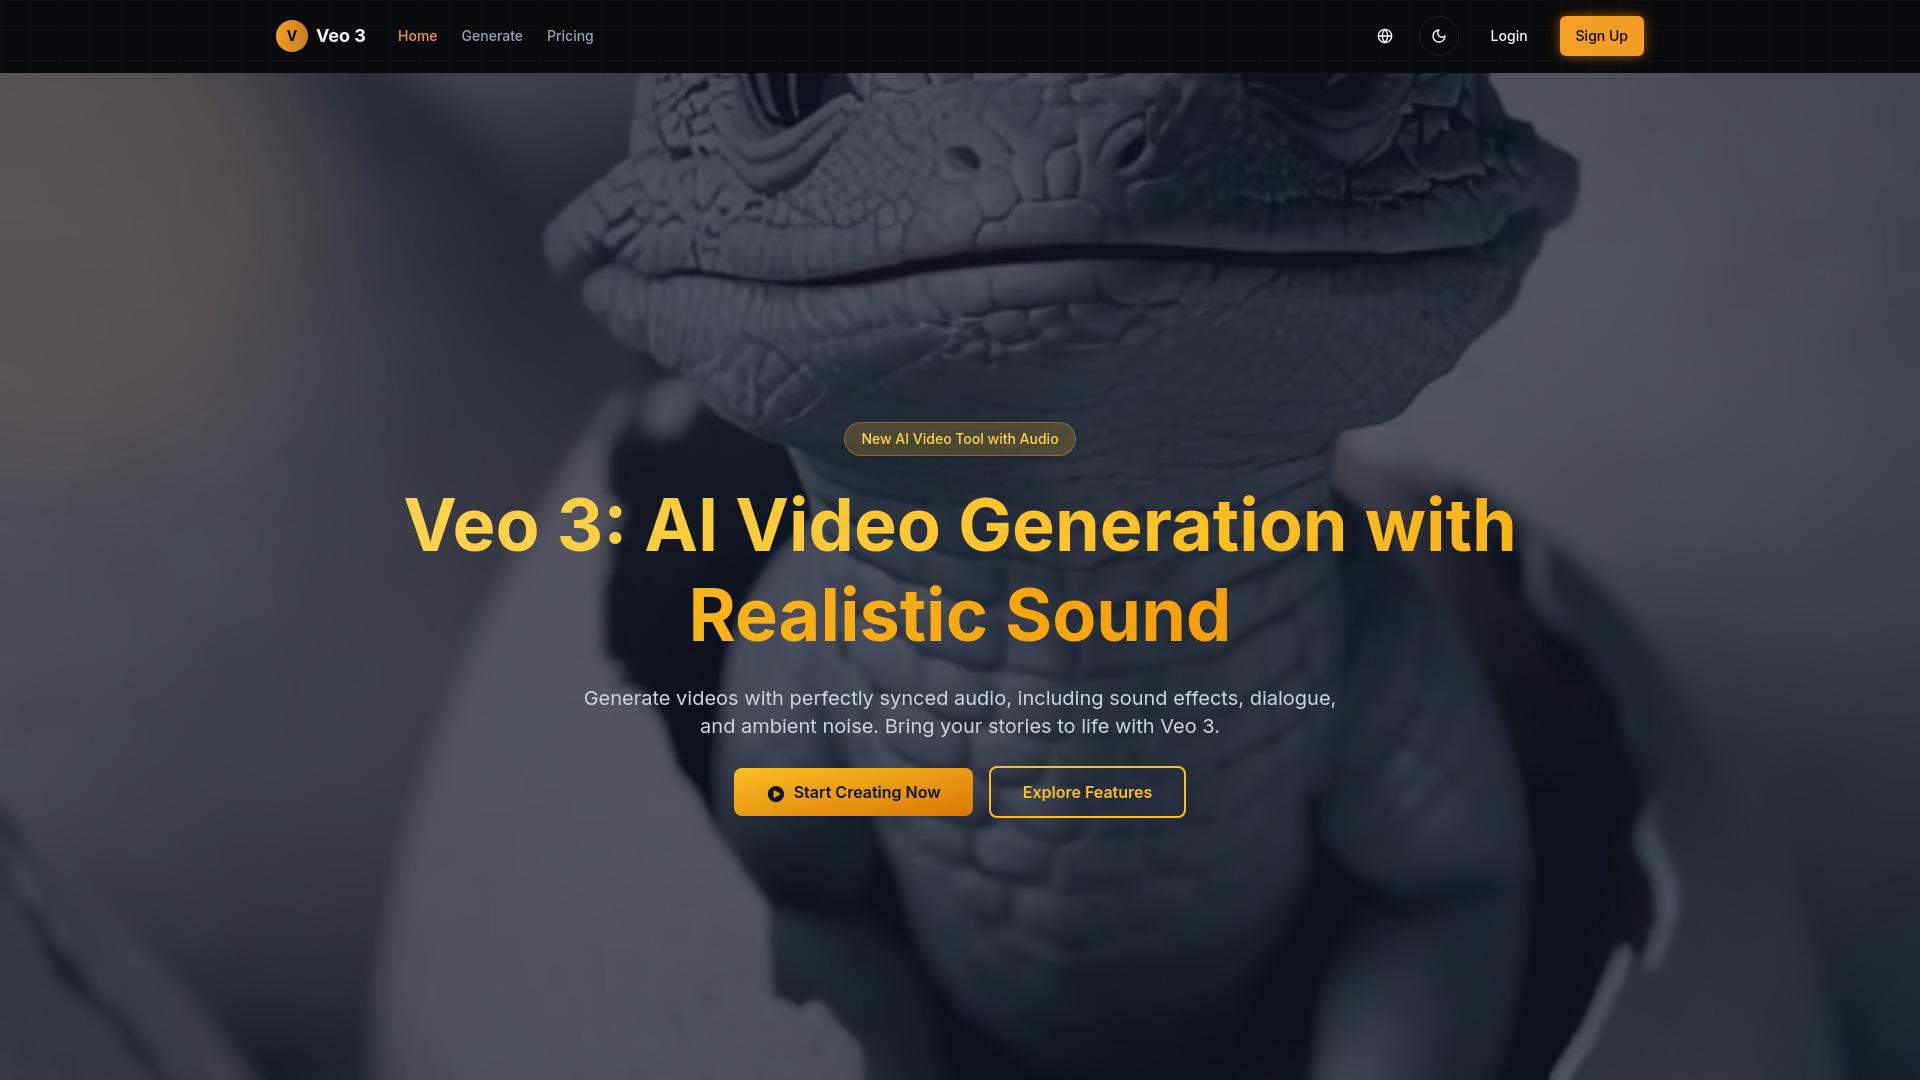 V Veo 3 Home Generate Pricing Login Sign Up
New AI Video Tool with Audio
Veo 3: AI Video Generation with
Realistic Sound
Generate videos with perfectly synced audio, including sound effects, dialogue,
and ambient noise. Bring your stories to life with Veo 3.
Start Creating Now Explore Features